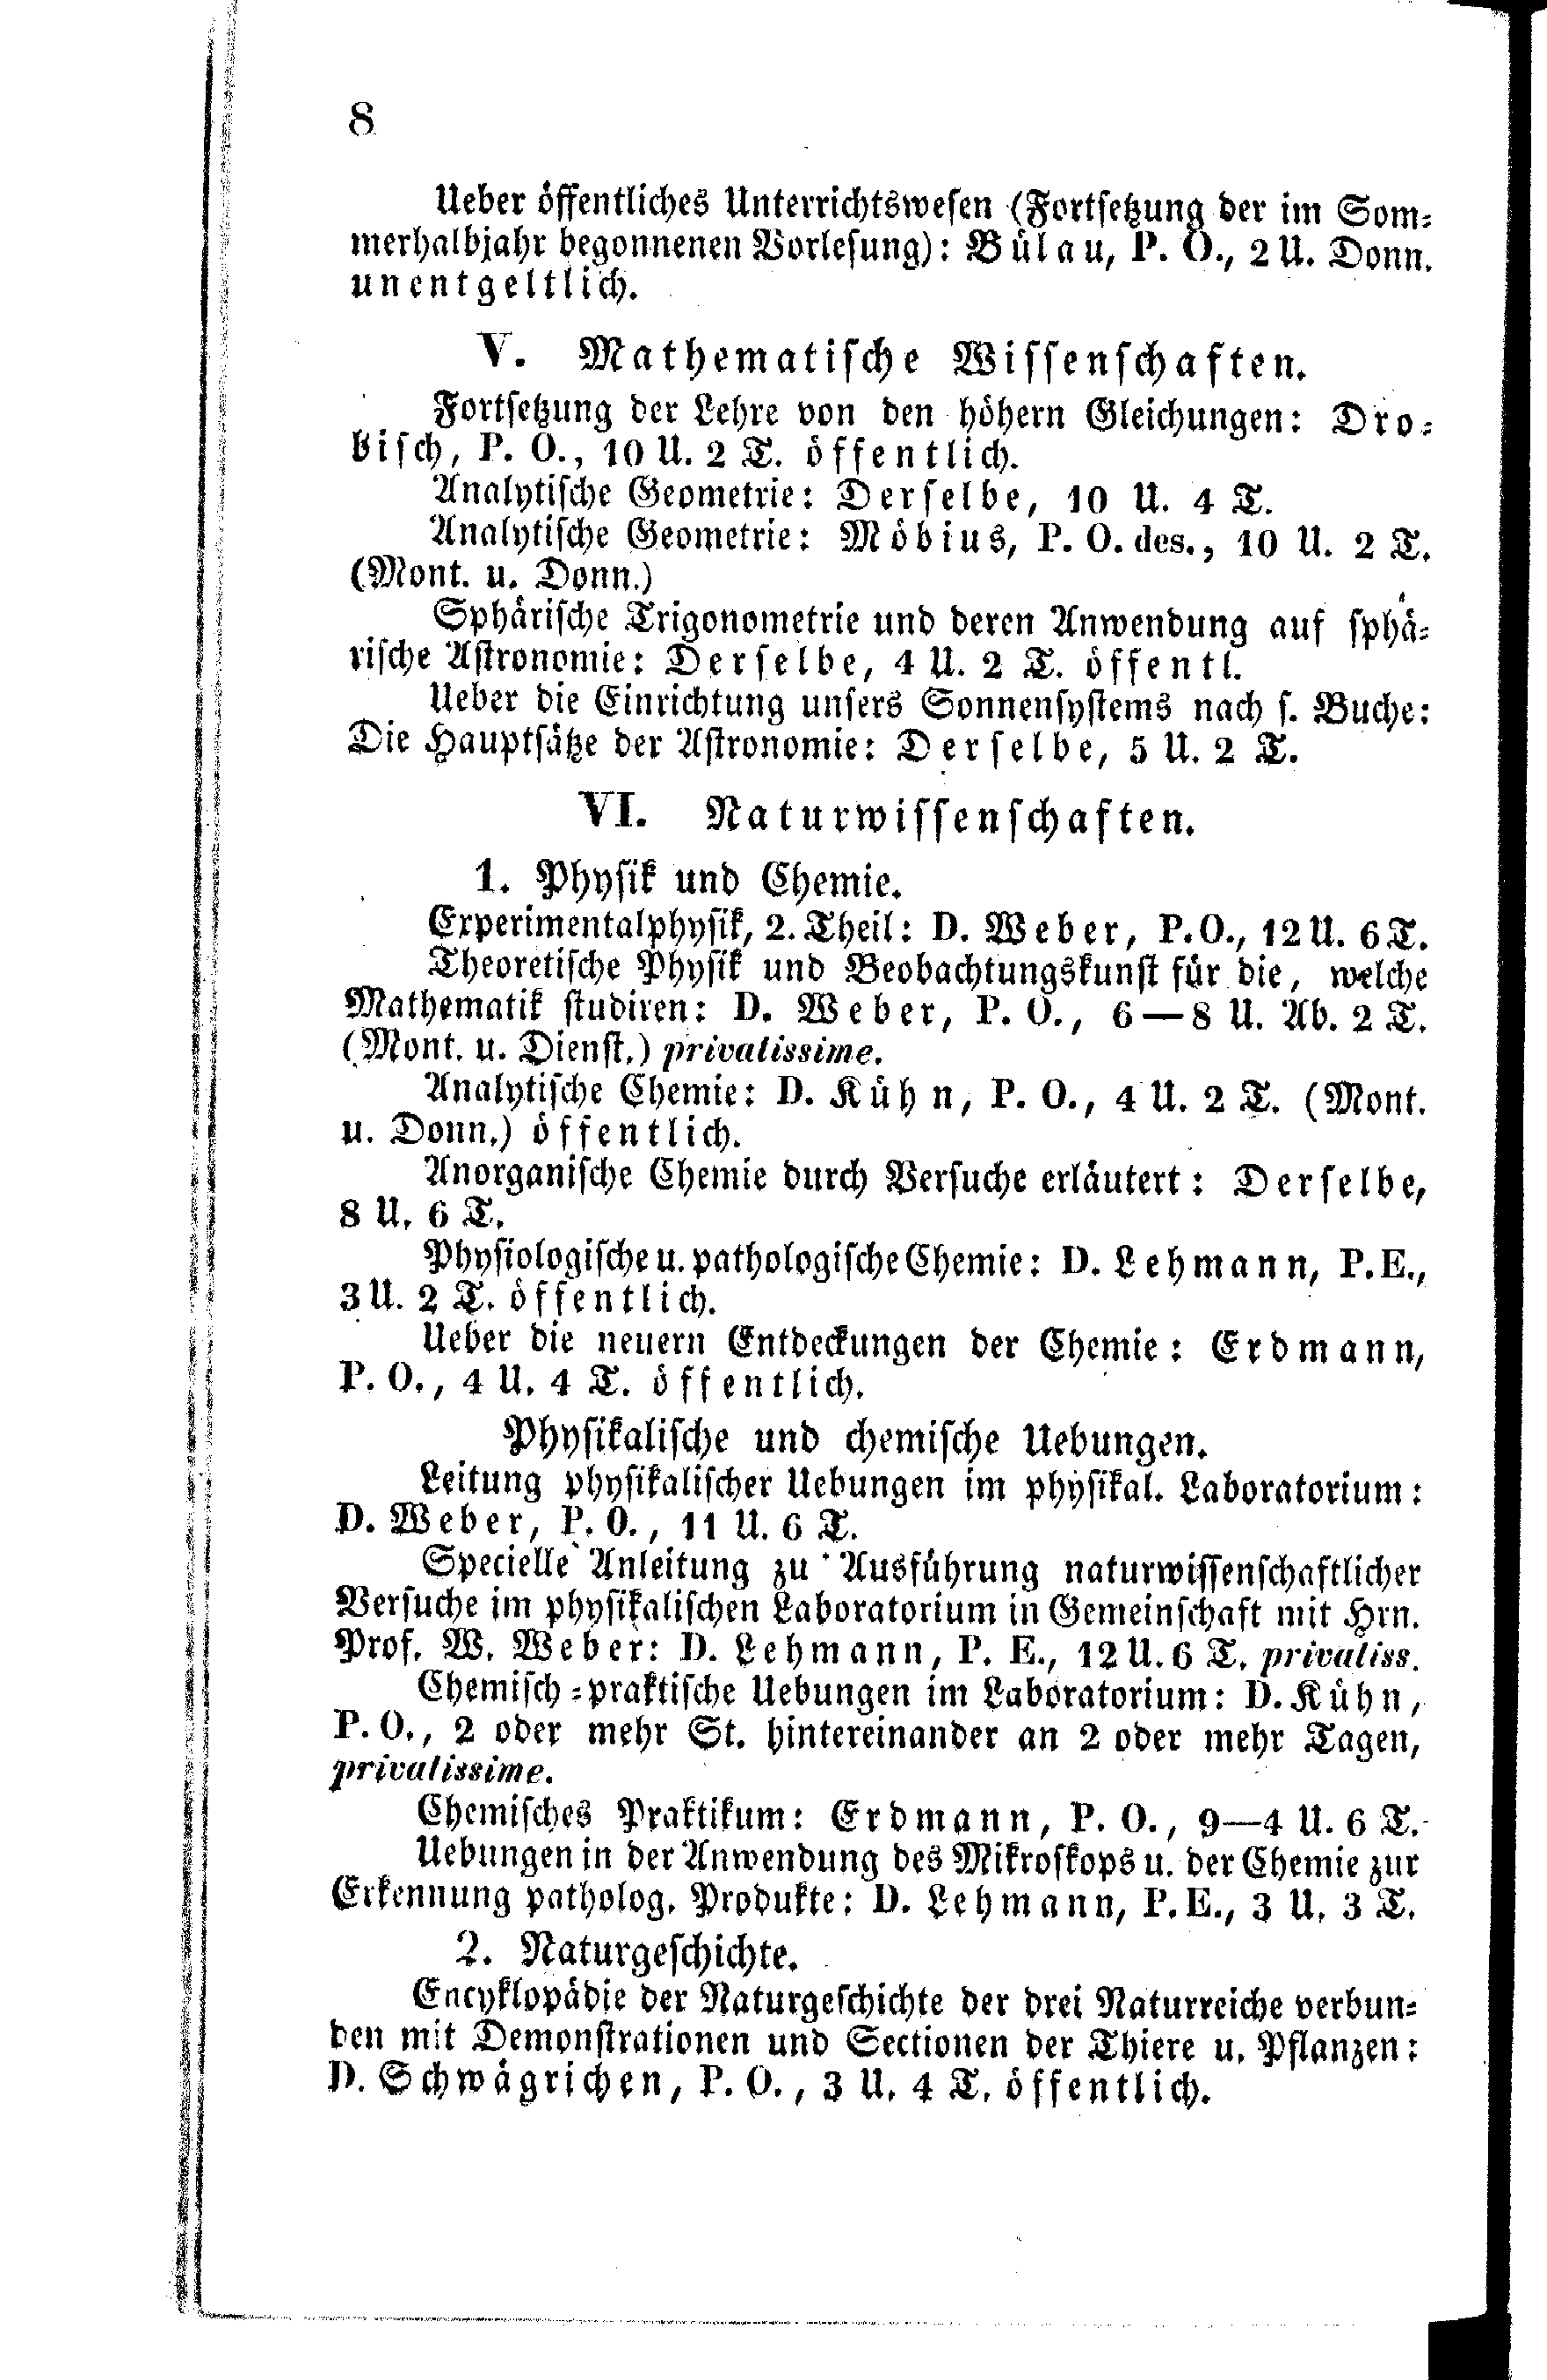 8
Ueber öffentliches Unterrichtswesen (Fortsetzung der im Som-
merhalbjahr begonnenen Vorlesung): Bülau, P. O., 2 U. Donn.
unentgeltlich.
V. Mathematische Wissenschaften.
Fortsetzung der Lehre von den höhern Gleichungen: Dro-
bisch, P. O., 10 U. 2 T. öffentlich.
Analytische Geometrie: Derselbe, 10 U. 4 T.
Analytische Geometrie: Möbius, P. O. des., 10 U. 2 T.
(Mont. u. Donn.)
Sphärische Trigonometrie und deren Anwendung auf sphä-
rische Astronomie: Derselbe, 4 U. 2 T. öffentl.
Ueber die Einrichtung unsers Sonnensystems nach s. Buche:
Die Hauptsätze der Astronomie: Derselbe, 5 U. 2 T.
VI. Naturwissenschaften.
1. Physik und Chemie.
Experimentalphysik, 2. Theil: D. Weber, P. O., 12 U. 6 T.
Theoretische Physik und Beobachtungskunst für die, welche
Mathematik studiren: D. Weber, P. O., 6—8 U. Ab. 2 T.
(Mont. u. Dienst.) privatissime.
Analytische Chemie: D. Kühn, P. O., 4 U. 2 T. (Mont.
u. Donn.) öffentlich.
Anorganische Chemie durch Versuche erläutert: Derselbe,
8 U. 6 T.
Physiologische u. pathologische Chemie: D. Lehmann, P. E.,
3 U. 2 T. öffentlich.
Ueber die neuern Entdeckungen der Chemie: Erdmann,
P. O., 4 U. 4 T. öffentlich.
Physikalische und chemische Uebungen.
Leitung physikalischer Uebungen im physikal. Laboratorium:
D. Weber, P. O., 11 U. 6 T.
Specielle Anleitung zu Ausführung naturwissenschaftlicher
Versuche im physikalischen Laboratorium in Gemeinschaft mit Hrn.
Prof. W. Weber: D. Lehmann, P. E., 12 U. 6 T. privatiss.
Chemisch-praktische Uebungen im Laboratorium: D. Kühn,
P. O., 2 oder mehr St. hintereinander an 2 oder mehr Tagen,
privatissime.
Chemisches Praktikum: Erdmann, P. O., 9—4 U. 6 T.
Uebungen in der Anwendung des Mikroskops u. der Chemie zur
Erkennung patholog. Produkte: D. Lehmann, P. E., 3 U. 3 T.
2. Naturgeschichte.
Encyklopädie der Naturgeschichte der drei Naturreiche verbun-
den mit Demonstrationen und Sectionen der Thiere u. Pflanzen:
D. Schwägrichen, P. O., 3 U. 4 T. öffentlich.